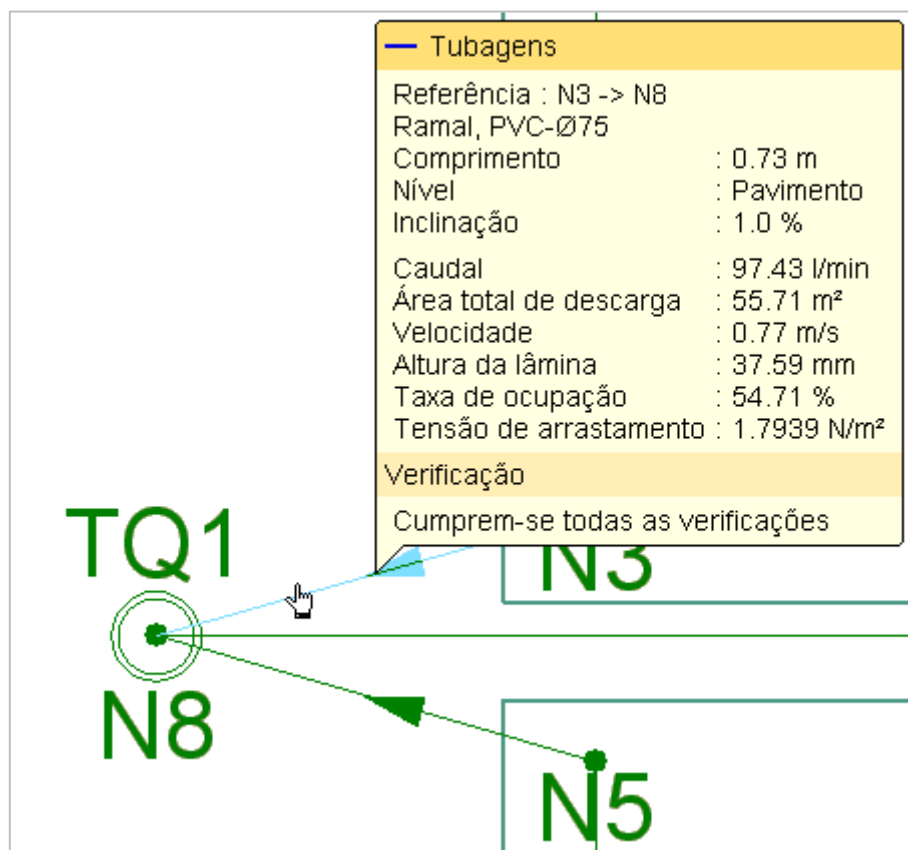 Tubagens
Referência : N3 -> N8
Ramal, PVC-Ø75
Comprimento : 0.73 m
Nível : Pavimento
Inclinação : 1.0 %
Caudal : 97.43 l/min
Área total de descarga : 55.71 m²
Velocidade : 0.77 m/s
Altura da lâmina : 37.59 mm
Taxa de ocupação : 54.71 %
Tensão de arrastamento : 1.7939 N/m²
Verificação
Cumprem-se todas as verificações
TQ1
N3
N8
N5